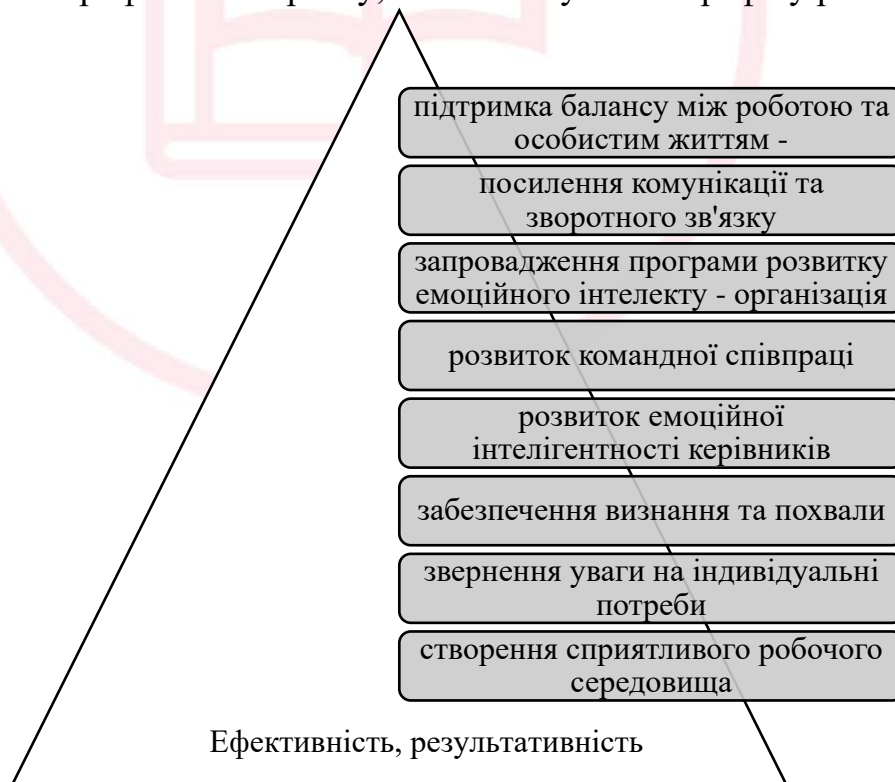 підтримка балансу між роботою та
особистим життям -
посилення комунікації та
зворотного зв'язку
запровадження програми розвитку
емоційного інтелекту - організація
розвиток командної співпраці
розвиток емоційної
інтелігентності керівників
забезпечення визнання та похвали
звернення уваги на індивідуальні
потреби
створення сприятливого робочого
середовища
Ефективність, результативність